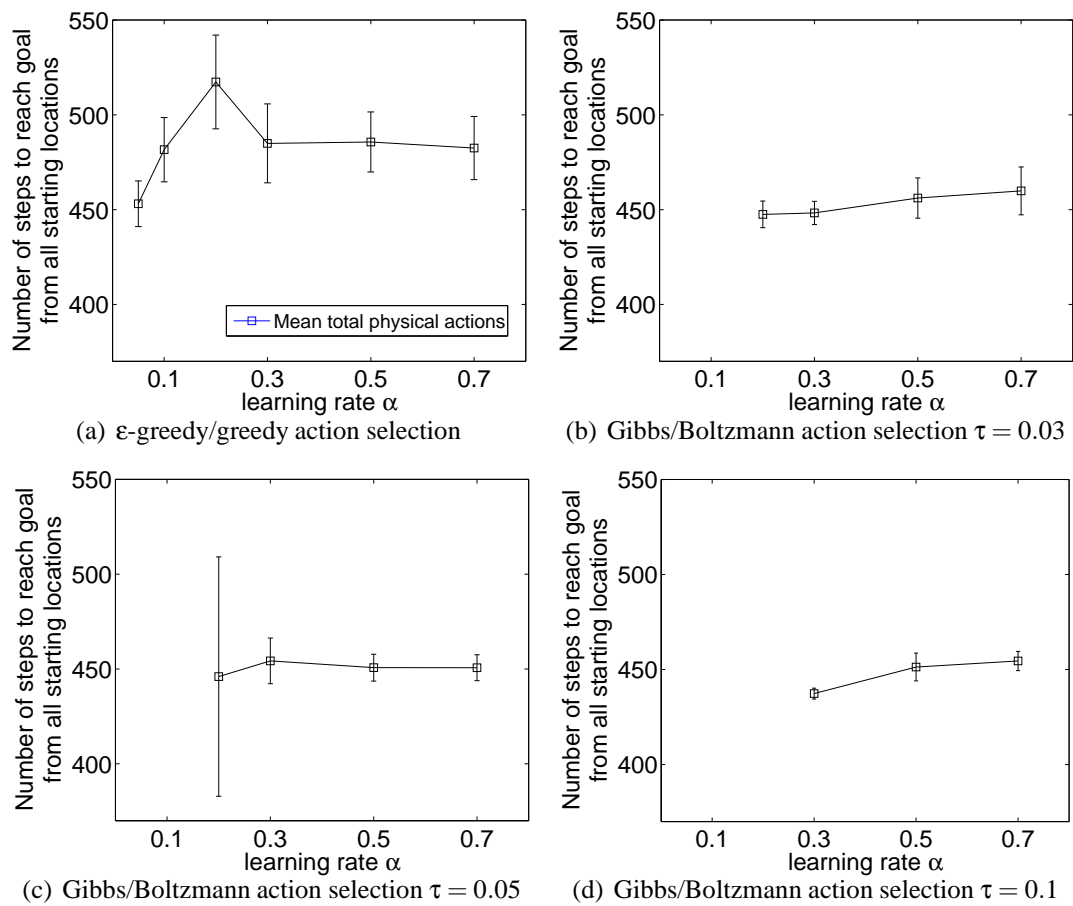 550
500
450
400
Number of steps to reach goal
from all starting locations
Mean total physical actions
0.1 0.3 0.5 0.7
learning rate α
(a) ε-greedy/greedy action selection
550
500
450
400
Number of steps to reach goal
from all starting locations
0.1 0.3 0.5 0.7
learning rate α
(b) Gibbs/Boltzmann action selection τ = 0.03
550
500
450
400
Number of steps to reach goal
from all starting locations
0.1 0.3 0.5 0.7
learning rate α
(c) Gibbs/Boltzmann action selection τ = 0.05
550
500
450
400
Number of steps to reach goal
from all starting locations
0.1 0.3 0.5 0.7
learning rate α
(d) Gibbs/Boltzmann action selection τ = 0.1